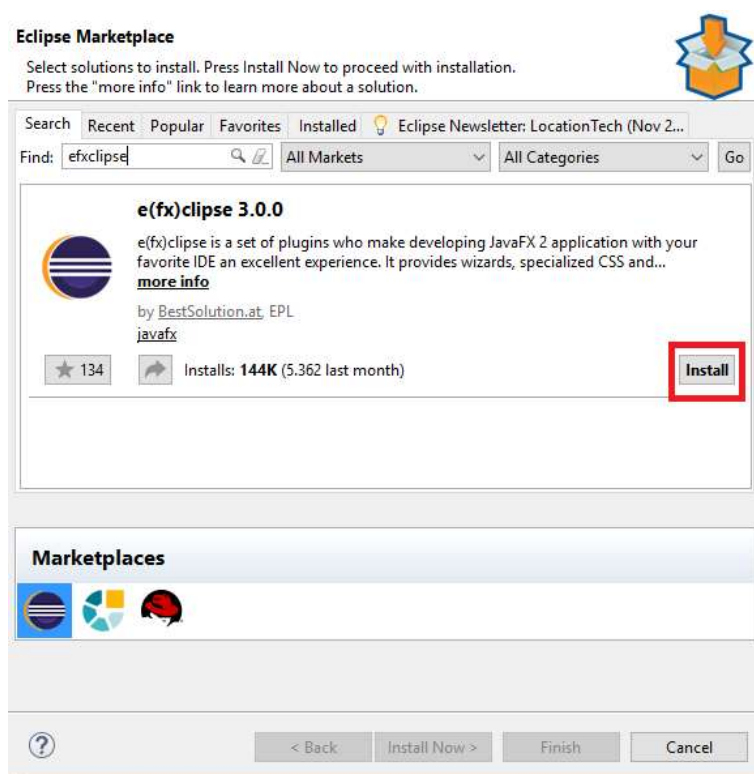 Eclipse Marketplace
Select solutions to install. Press Install Now to proceed with installation.
Press the "more info" link to learn more about a solution.
Search Recent Popular Favorites Installed Eclipse Newsletter: LocationTech (Nov 2...
Find: efxclipse All Markets All Categories Go
e(fx)clipse 3.0.0
e(fx)clipse is a set of plugins who make developing JavaFX 2 application with your
favorite IDE an excellent experience. It provides wizards, specialized CSS and...
more info
by BestSolution.at, EPL
javafx
134 Installs: 144K (5.362 last month) Install
Marketplaces
? < Back Install Now > Finish Cancel